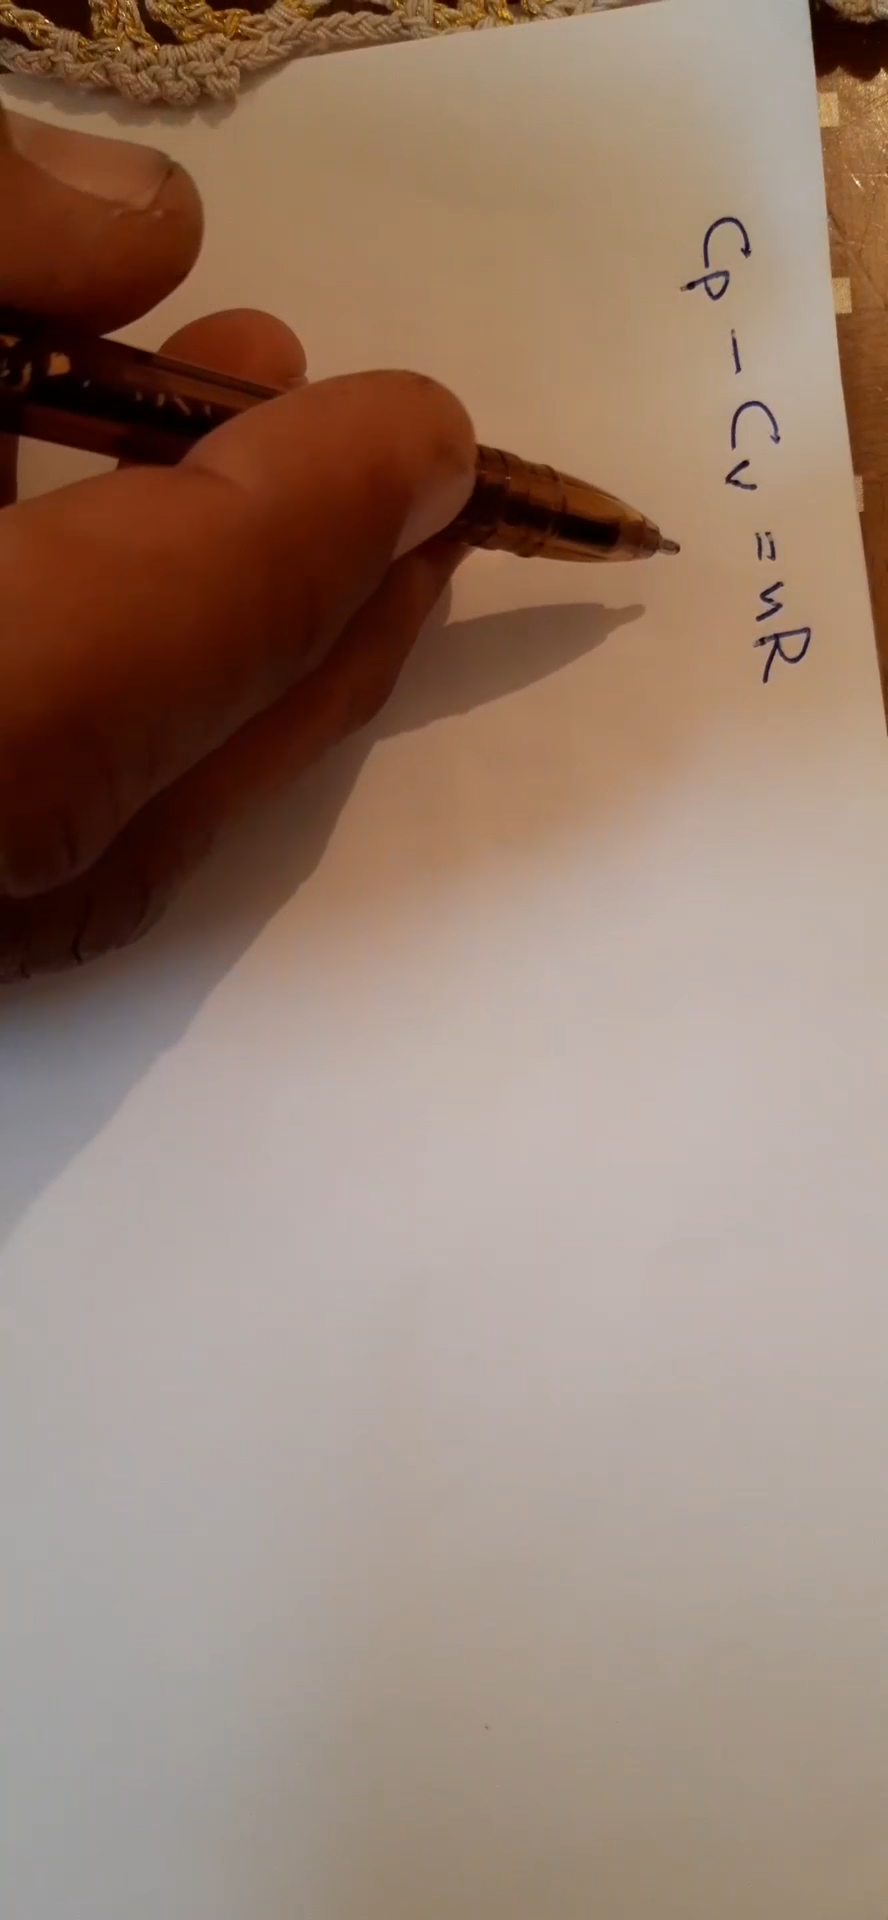 Cp - Cv = nR